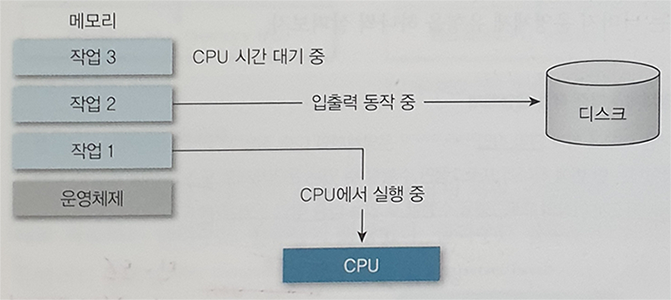 메모리
작업 3
CPU 시간 대기 중
작업 2
입출력 동작 중
디스크
작업 1
CPU에서 실행 중
운영체제
CPU